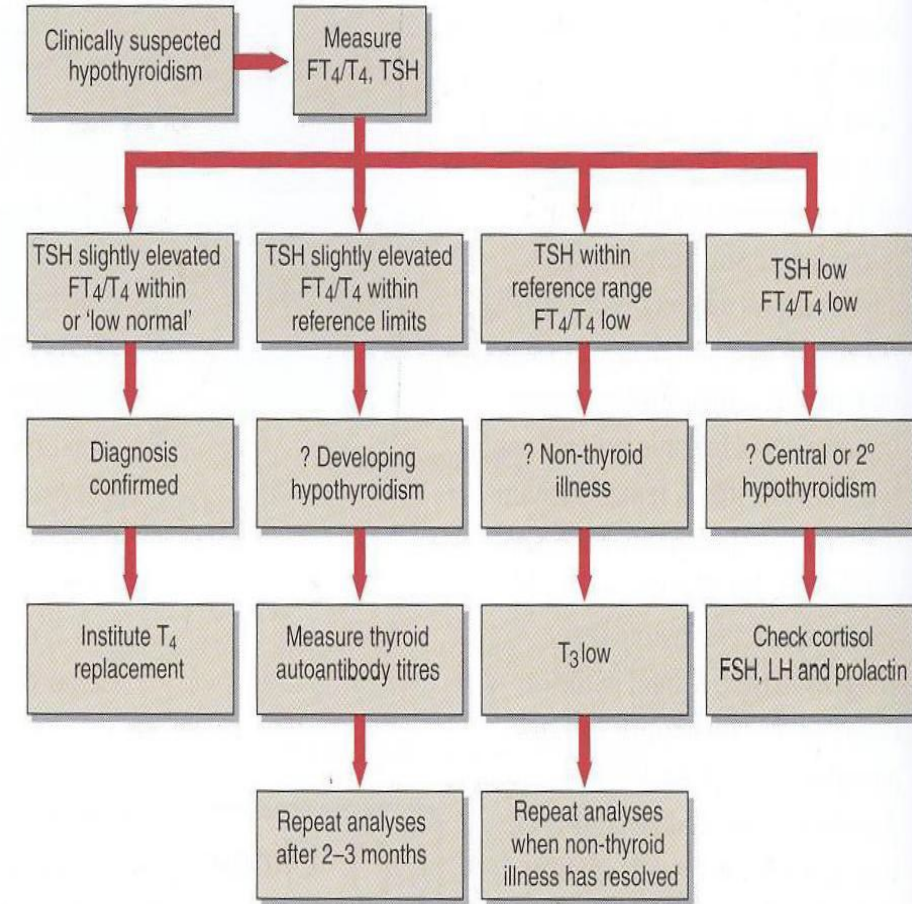 Clinically suspected
hypothyroidism
Measure
FT₄/T₄, TSH
TSH slightly elevated
FT₄/T₄ within
or 'low normal'
TSH slightly elevated
FT₄/T₄ within
reference limits
TSH within
reference range
FT₄/T₄ low
TSH low
FT₄/T₄ low
Diagnosis
confirmed
? Developing
hypothyroidism
? Non-thyroid
illness
? Central or 2º
hypothyroidism
Institute T₄
replacement
Measure thyroid
autoantibody titres
T₃ low
Check cortisol
FSH, LH and prolactin
Repeat analyses
after 2–3 months
Repeat analyses
when non-thyroid
illness has resolved